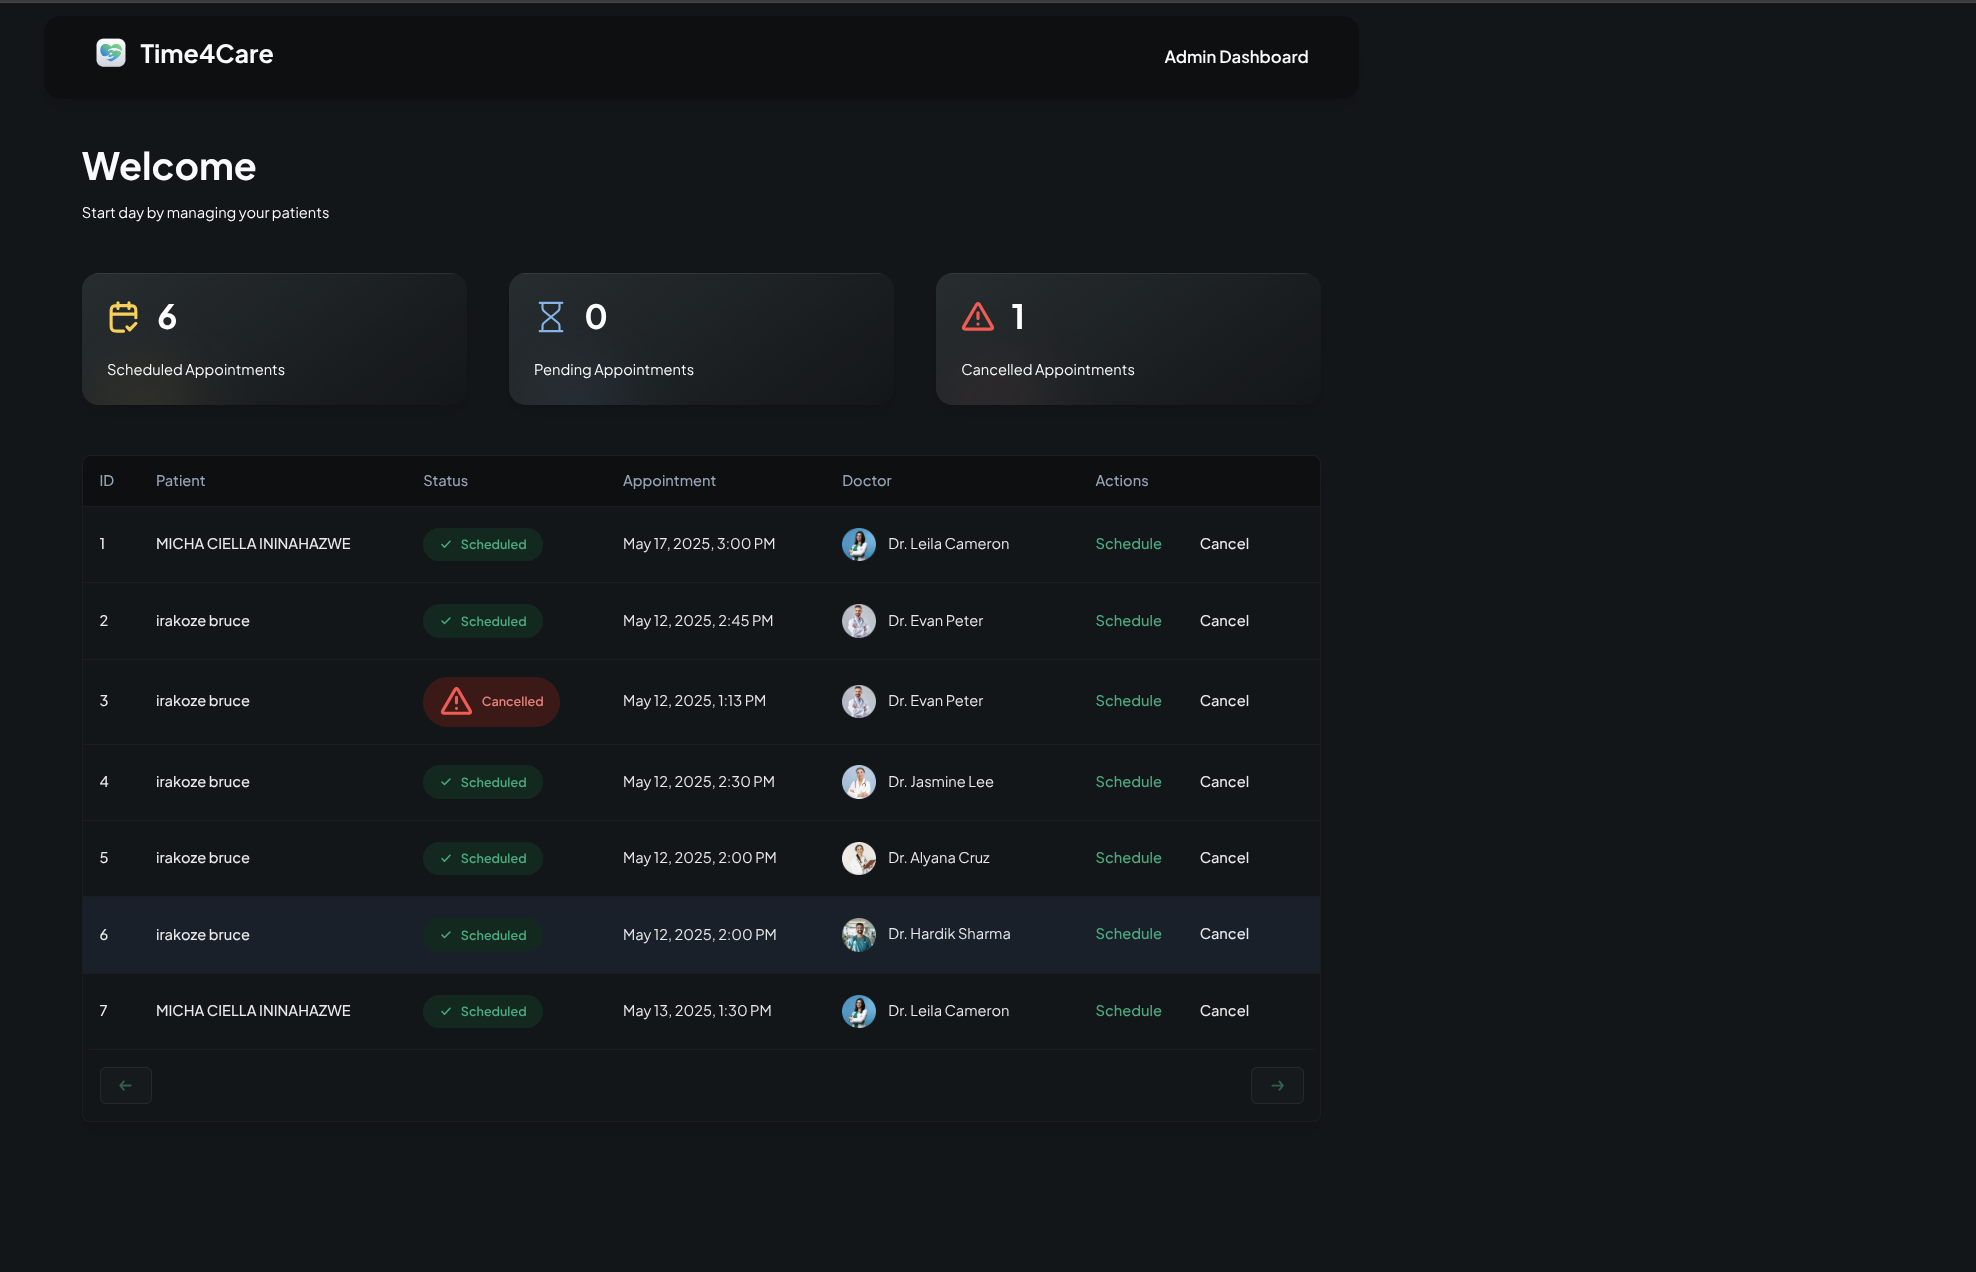 Time4Care
Admin Dashboard
Welcome
Start day by managing your patients
6
Scheduled Appointments
0
Pending Appointments
1
Cancelled Appointments
ID Patient Status Appointment Doctor Actions
1 MICHA CIELLA ININAHAZWE Scheduled May 17, 2025, 3:00 PM Dr. Leila Cameron Schedule Cancel
2 irakoze bruce Scheduled May 12, 2025, 2:45 PM Dr. Evan Peter Schedule Cancel
3 irakoze bruce Cancelled May 12, 2025, 1:13 PM Dr. Evan Peter Schedule Cancel
4 irakoze bruce Scheduled May 12, 2025, 2:30 PM Dr. Jasmine Lee Schedule Cancel
5 irakoze bruce Scheduled May 12, 2025, 2:00 PM Dr. Alyana Cruz Schedule Cancel
6 irakoze bruce Scheduled May 12, 2025, 2:00 PM Dr. Hardik Sharma Schedule Cancel
7 MICHA CIELLA ININAHAZWE Scheduled May 13, 2025, 1:30 PM Dr. Leila Cameron Schedule Cancel